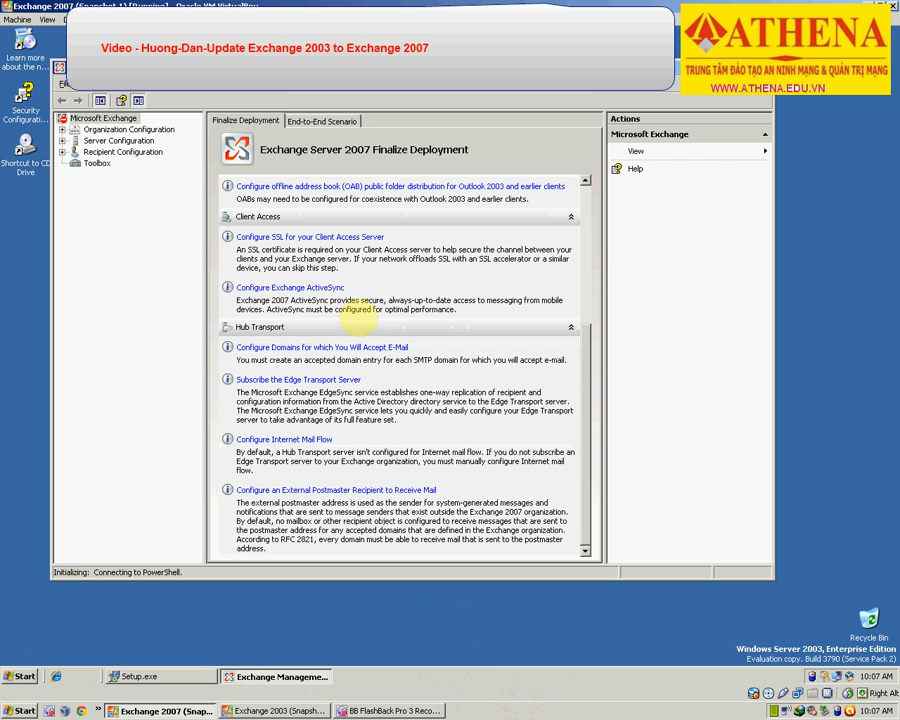 Exchange 2007 (Snapshot 1) [Running] - Oracle VM VirtualBox
Machine View
Video - Huong-Dan-Update Exchange 2003 to Exchange 2007
ATHENA
TRUNG TÂM ĐÀO TẠO AN NINH MẠNG & QUẢN TRỊ MẠNG
WWW.ATHENA.EDU.VN
Learn more
about the n...
Security
Configurati...
Shortcut to CD
Drive
Microsoft Exchange
Organization Configuration
Server Configuration
Recipient Configuration
Toolbox
Finalize Deployment
End-to-End Scenario
Exchange Server 2007 Finalize Deployment
Configure offline address book (OAB) public folder distribution for Outlook 2003 and earlier clients
OABs may need to be configured for coexistence with Outlook 2003 and earlier clients.
Client Access
Configure SSL for your Client Access Server
An SSL certificate is required on your Client Access server to help secure the channel between your
clients and your Exchange server. If your network offloads SSL with an SSL accelerator or a similar
device, you can skip this step.
Configure Exchange ActiveSync
Exchange 2007 ActiveSync provides secure, always-up-to-date access to messaging from mobile
devices. ActiveSync must be configured for optimal performance.
Hub Transport
Configure Domains for which You Will Accept E-Mail
You must create an accepted domain entry for each SMTP domain for which you will accept e-mail.
Subscribe the Edge Transport Server
The Microsoft Exchange EdgeSync service establishes one-way replication of recipient and
configuration information from the Active Directory directory service to the Edge Transport server.
The Microsoft Exchange EdgeSync service lets you quickly and easily configure your Edge Transport
server to take advantage of its full feature set.
Configure Internet Mail Flow
By default, a Hub Transport server isn't configured for Internet mail flow. If you do not subscribe an
Edge Transport server to your Exchange organization, you must manually configure Internet mail
flow.
Configure an External Postmaster Recipient to Receive Mail
The external postmaster address is used as the sender for system-generated messages and
notifications that are sent to message senders that exist outside the Exchange 2007 organization.
By default, no mailbox or other recipient object is configured to receive messages that are sent to
the postmaster address for any accepted domains that are defined in the Exchange organization.
According to RFC 2821, every domain must be able to receive mail that is sent to the postmaster
address.
Actions
Microsoft Exchange
View
Help
Initializing: Connecting to PowerShell.
Recycle Bin
Windows Server 2003, Enterprise Edition
Evaluation copy. Build 3790 (Service Pack 2)
Start
Setup.exe
Exchange Manageme...
10:07 AM
Right Alt
Start
Exchange 2007 (Snap...
Exchange 2003 (Snapsh...
BB FlashBack Pro 3 Reco...
10:07 AM